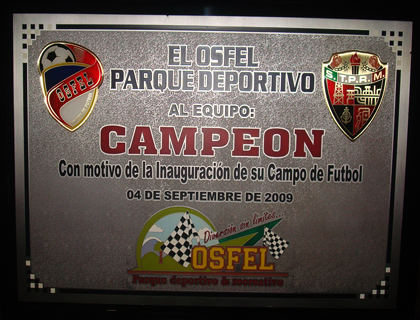 EL OSFEL
PARQUE DEPORTIVO
AL EQUIPO:
CAMPEON
Con motivo de la Inauguración de su Campo de Futbol
04 DE SEPTIEMBRE DE 2009
OSFEL
S.T.P.R.M.
Diversión sin limites...
OSFEL
Parque deportivo & recreativo